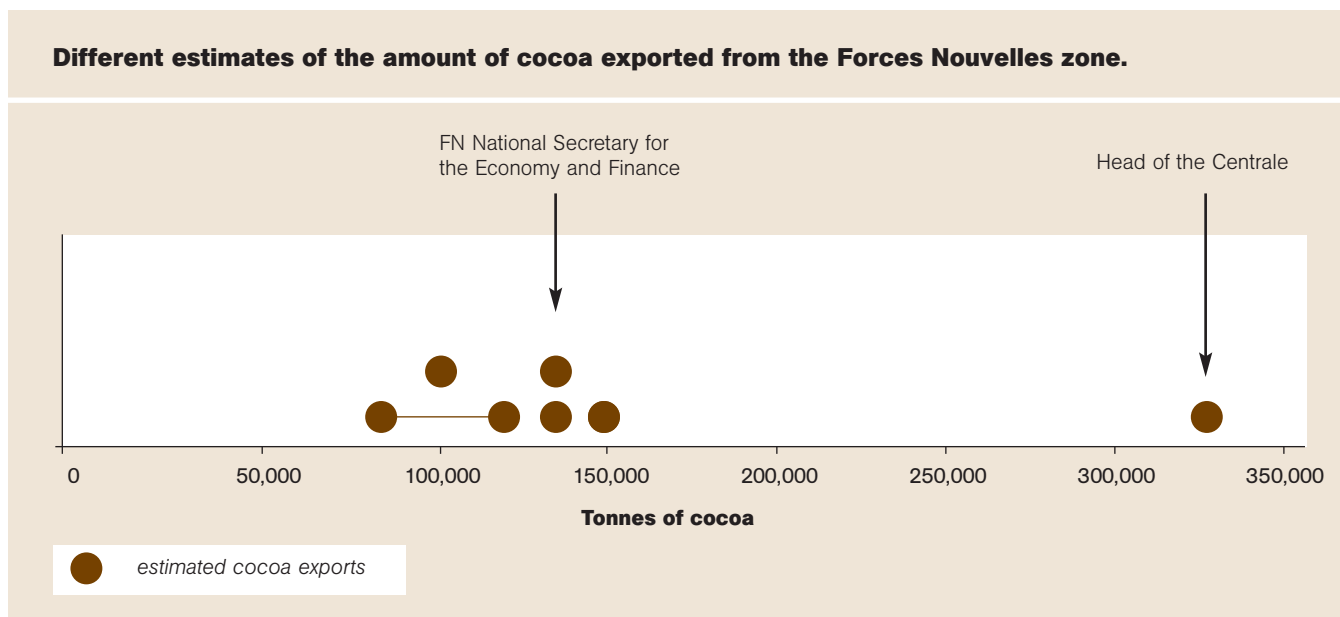 Different estimates of the amount of cocoa exported from the Forces Nouvelles zone.
FN National Secretary for
the Economy and Finance
Head of the Centrale
0
50,000
100,000
150,000
200,000
250,000
300,000
350,000
Tonnes of cocoa
estimated cocoa exports